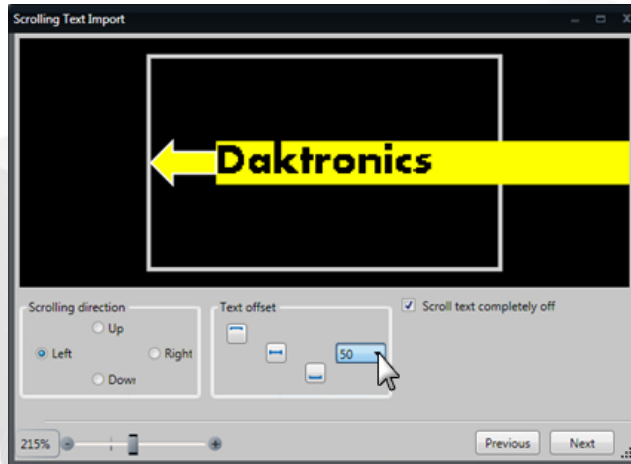 Scrolling Text Import
Daktronics
Scrolling direction
Up
Left
Right
Down
Text offset
50
Scroll text completely off
215%
Previous
Next